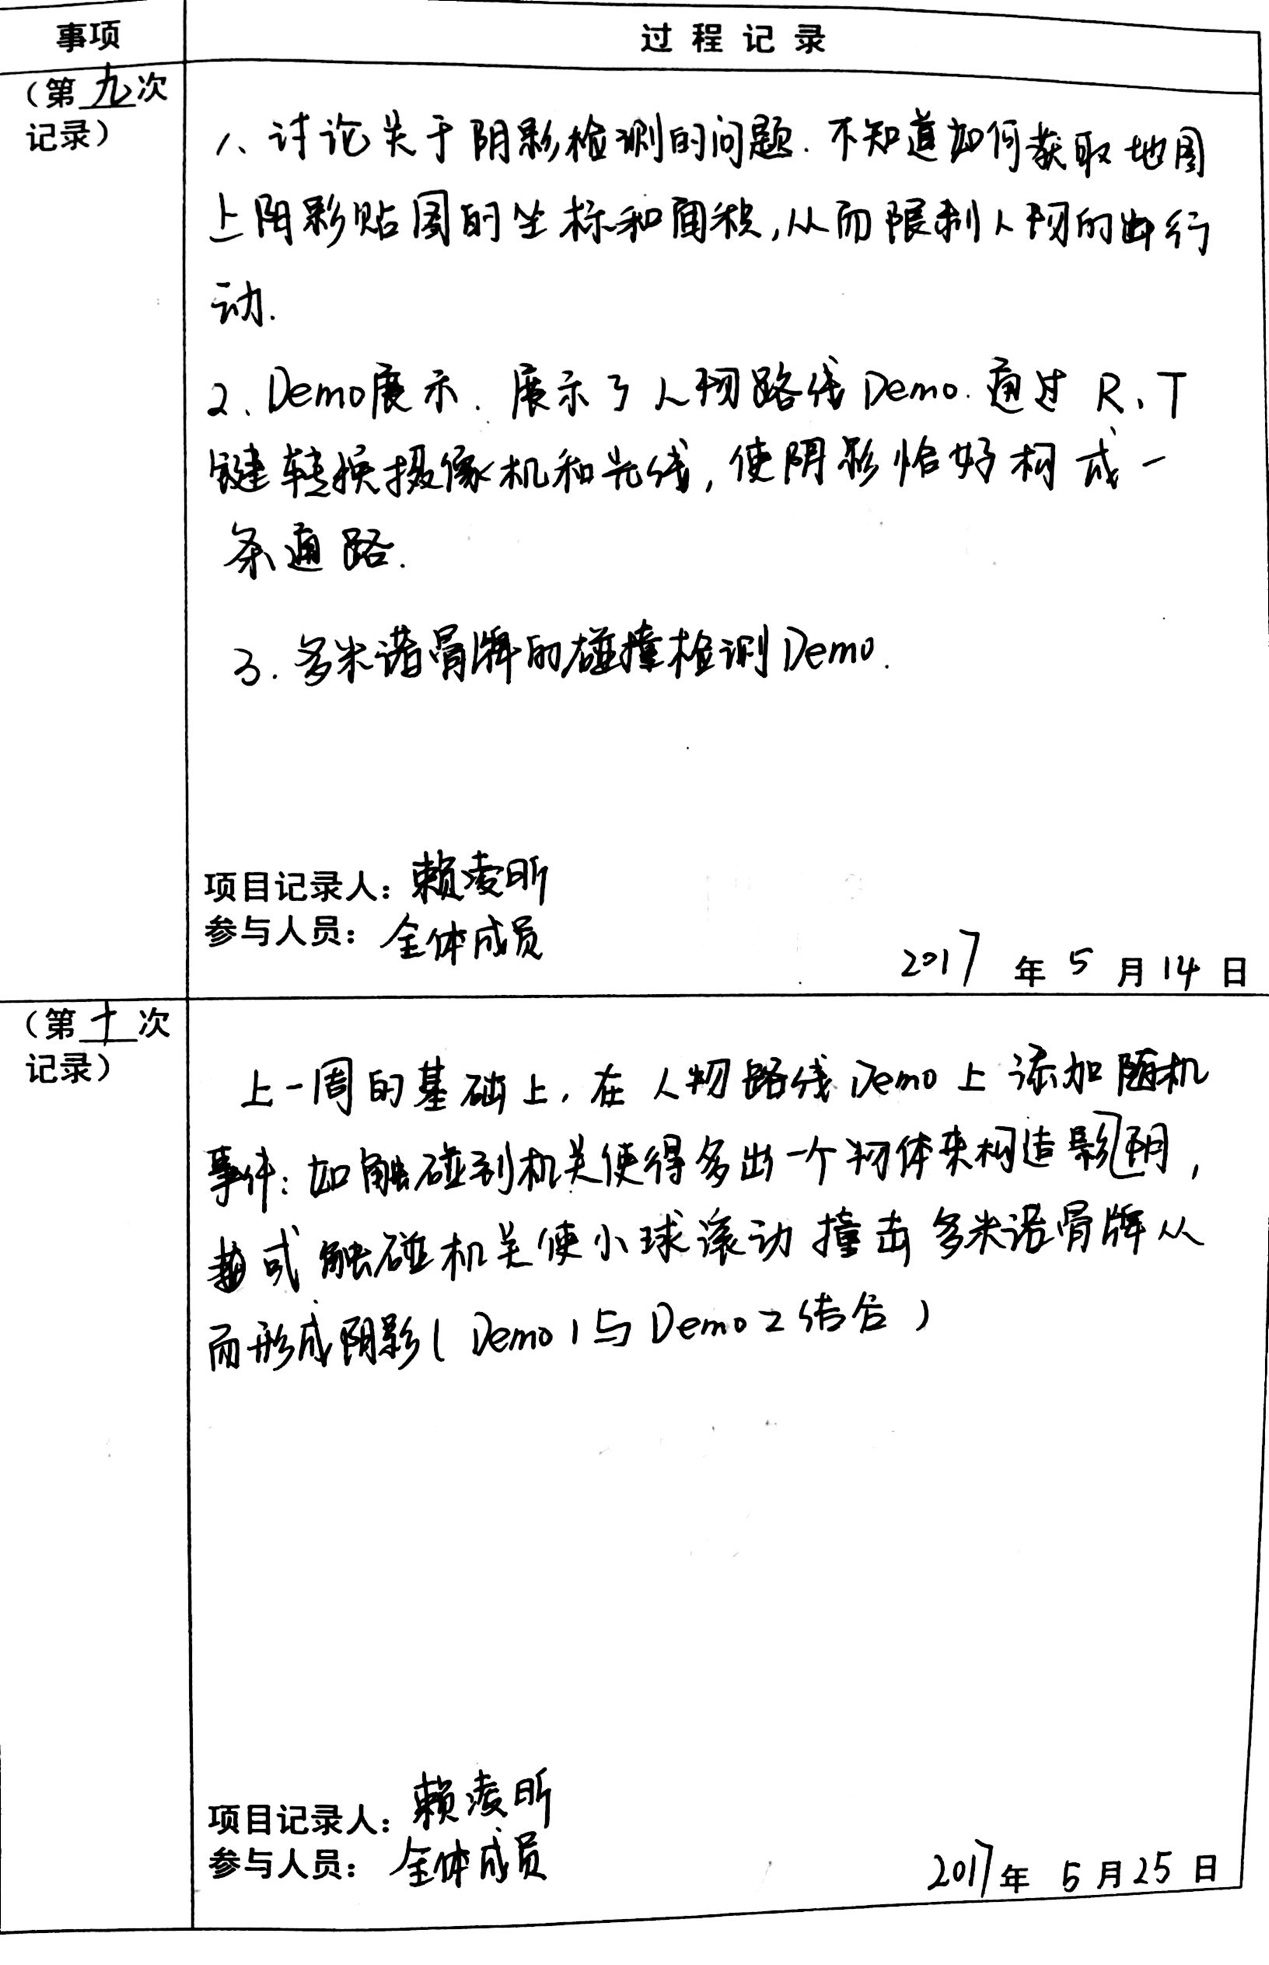 事项
过程记录
(第九次
记录)
1、讨论关于阴影检测的问题.不知道如何获取地图
上阴影贴图的坐标和面积,从而限制人物的行
动.
2、Demo展示.展示了人物路线Demo.通过R、T
键转换摄像机和光线,使阴影恰好构成一
条通路.
3.多米诺骨牌的碰撞检测Demo.
项目记录人:赖凌昕
参与人员:全体成员
2017年5月14日
(第十次
记录)
上一周的基础上,在人物路线Demo上添加随机
事件:如触碰到机关使得多出一个物体来构造影阴,
或触碰机关使小球滚动撞击多米诺骨牌从
而形成阴影(Demo1与Demo2结合)
项目记录人:赖凌昕
参与人员:全体成员
2017年5月25日